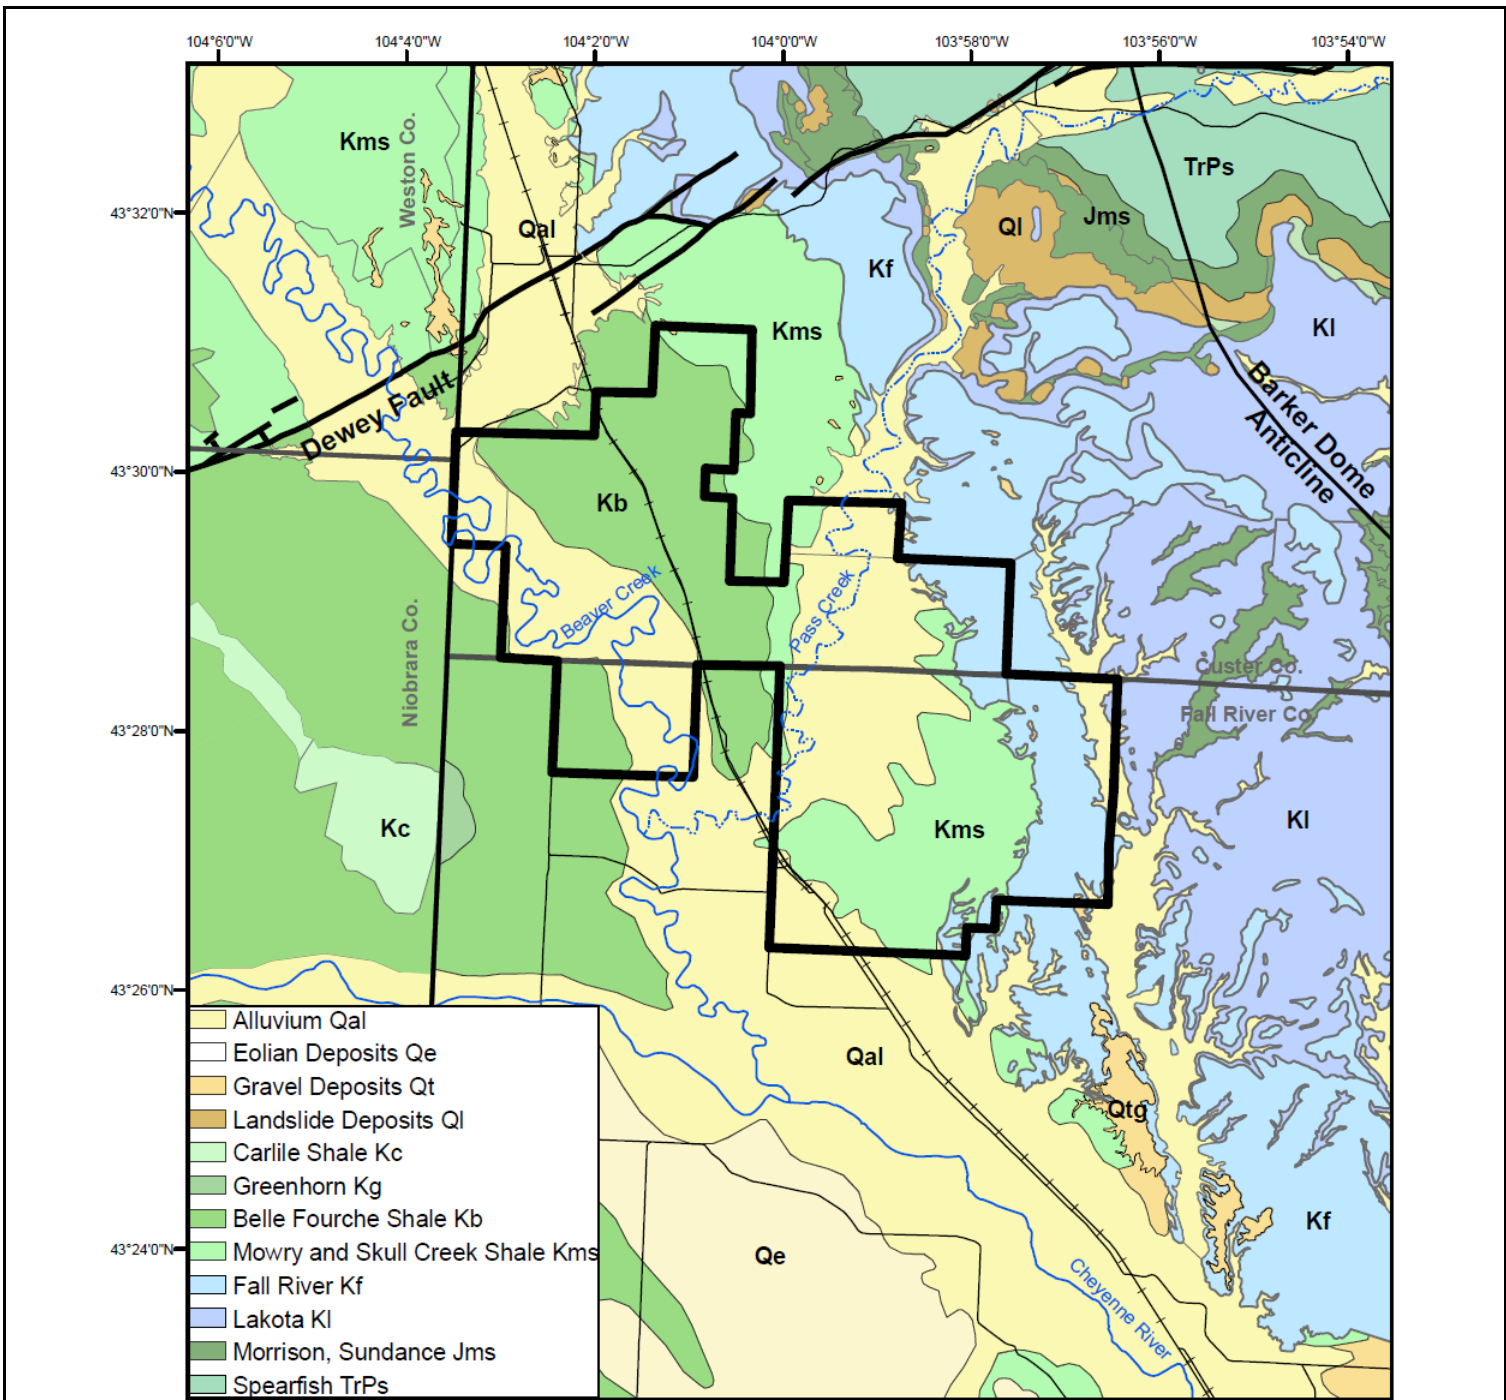 104°6'0"W 104°4'0"W 104°2'0"W 104°0'0"W 103°58'0"W 103°56'0"W 103°54'0"W
Kms
Weston Co.
TrPs
43°32'0"N
Qal
Ql
Jms
Kf
Kms
Kl
Dewey Fault
Barker Dome
Anticline
43°30'0"N
Kb
Beaver Creek
Pass Creek
Niobrara Co.
Custer Co.
Fall River Co.
43°28'0"N
Kc
Kms
Kl
43°26'0"N
Qal
Qtg
Kf
43°24'0"N
Qe
Cheyenne River
Alluvium Qal
Eolian Deposits Qe
Gravel Deposits Qt
Landslide Deposits Ql
Carlile Shale Kc
Greenhorn Kg
Belle Fourche Shale Kb
Mowry and Skull Creek Shale Kms
Fall River Kf
Lakota Kl
Morrison, Sundance Jms
Spearfish TrPs